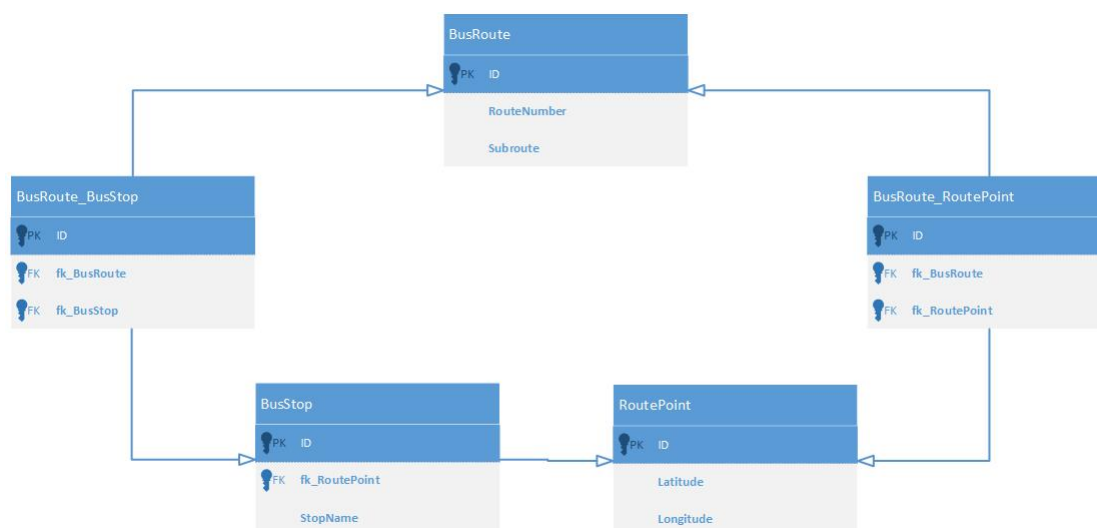 BusRoute
PK ID
RouteNumber
Subroute
BusRoute_BusStop
PK ID
FK fk_BusRoute
FK fk_BusStop
BusRoute_RoutePoint
PK ID
FK fk_BusRoute
FK fk_RoutePoint
BusStop
PK ID
FK fk_RoutePoint
StopName
RoutePoint
PK ID
Latitude
Longitude